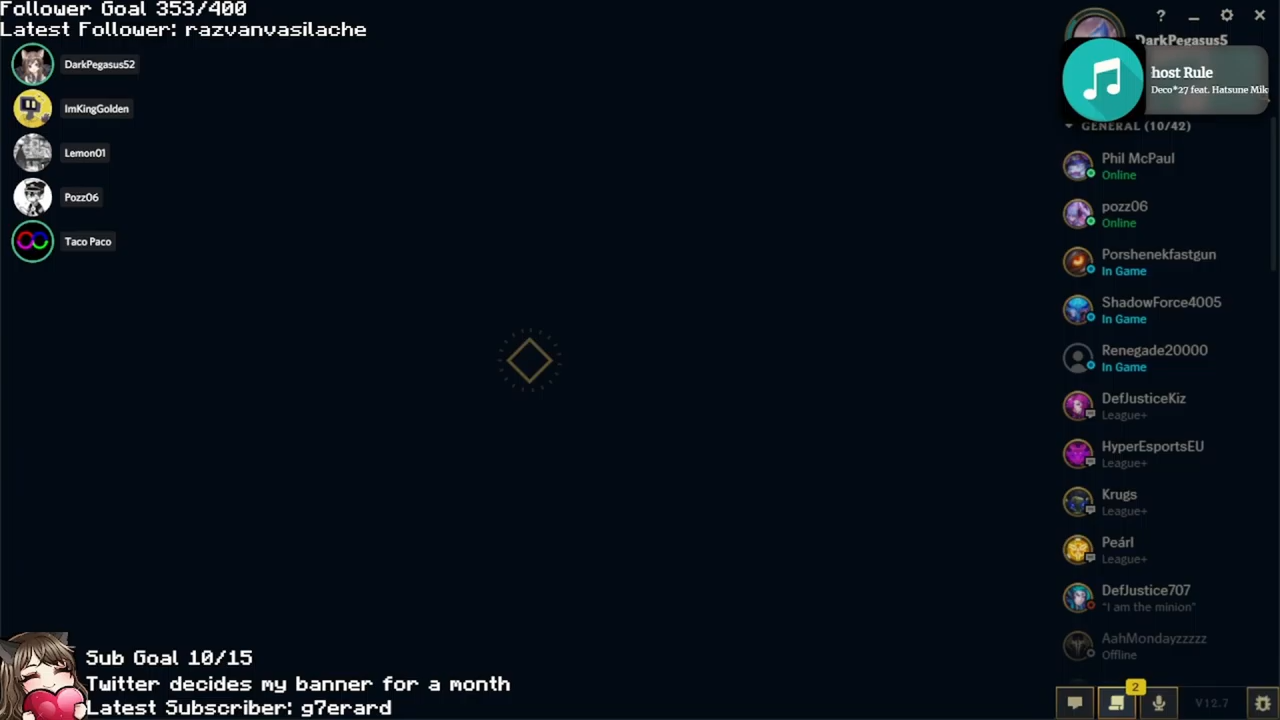 Follower Goal 353/400
Latest Follower: razvanvasilache
DarkPegasus52
ImKingGolden
Lemon01
Pozz06
Taco Paco
Sub Goal 10/15
Twitter decides my banner for a month
Latest Subscriber: g7erard
?
DarkPegasus5
host Rule
Deco*27 feat. Hatsune Mik
GENERAL (10/42)
Phil McPaul
Online
pozz06
Online
Porshenekfastgun
In Game
ShadowForce4005
In Game
Renegade20000
In Game
DefJusticeKiz
League+
HyperEsportsEU
League+
Krugs
League+
Peárl
League+
DefJustice707
"I am the minion"
AahMondayzzzzz
Offline
2
V12.7